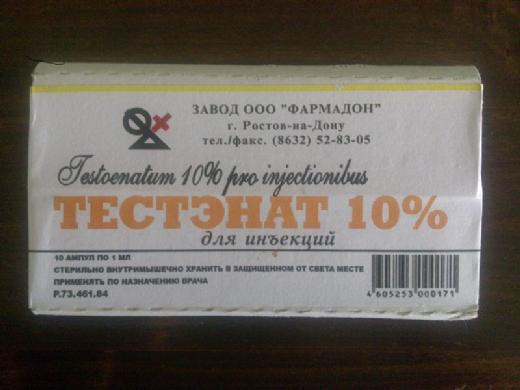 ЗАВОД ООО "ФАРМАДОН"
г. Ростов-на-Дону
тел./факс. (8632) 52-83-05
Testoenatum 10% pro injectionibus
ТЕСТЭНАТ 10%
для инъекций
10 АМПУЛ ПО 1 МЛ
СТЕРИЛЬНО ВНУТРИМЫШЕЧНО ХРАНИТЬ В ЗАЩИЩЕННОМ ОТ СВЕТА МЕСТЕ
ПРИМЕНЯТЬ ПО НАЗНАЧЕНИЮ ВРАЧА
Р.73.461.84
4 605253 000171